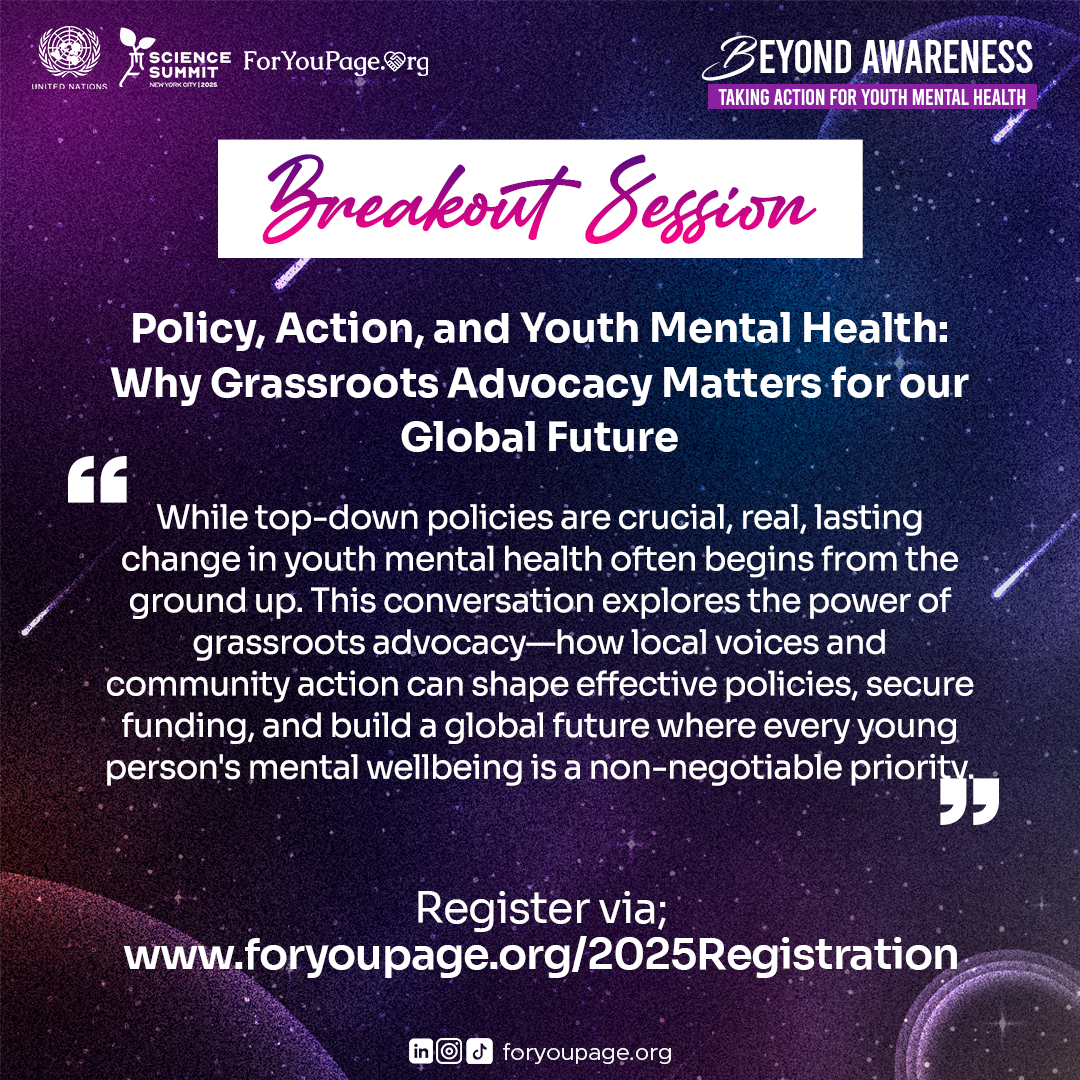 UNITED NATIONS
SCIENCE
SUMMIT
NEW YORK CITY | 2025
ForYouPage.org
BEYOND AWARENESS
TAKING ACTION FOR YOUTH MENTAL HEALTH
Breakout Session
Policy, Action, and Youth Mental Health:
Why Grassroots Advocacy Matters for our
Global Future
“
While top-down policies are crucial, real, lasting
change in youth mental health often begins from the
ground up. This conversation explores the power of
grassroots advocacy—how local voices and
community action can shape effective policies, secure
funding, and build a global future where every young
person's mental wellbeing is a non-negotiable priority.
”
Register via;
www.foryoupage.org/2025Registration
foryoupage.org